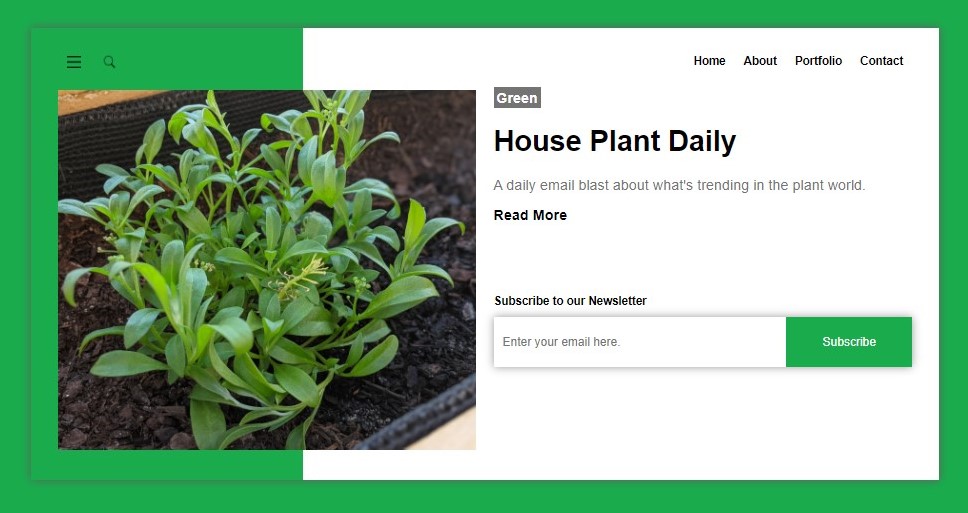 Home About Portfolio Contact
Green
House Plant Daily
A daily email blast about what's trending in the plant world.
Read More
Subscribe to our Newsletter
Enter your email here. Subscribe